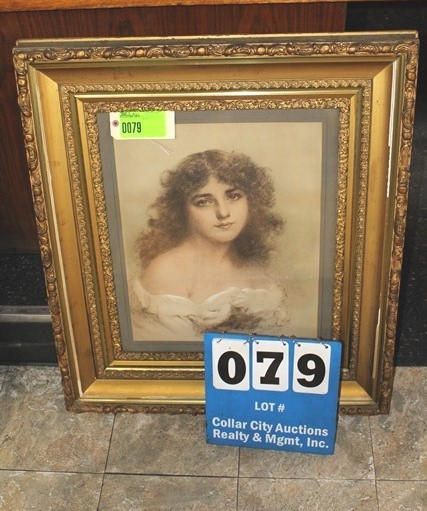 0079
079
LOT #
Collar City Auctions
Realty & Mgmt, Inc.